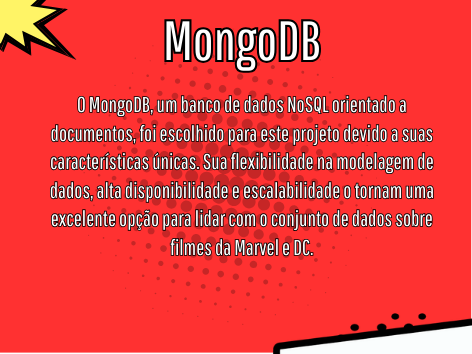 MongoDB
O MongoDB, um banco de dados NoSQL orientado a
documentos, foi escolhido para este projeto devido a suas
características únicas. Sua flexibilidade na modelagem de
dados, alta disponibilidade e escalabilidade o tornam uma
excelente opção para lidar com o conjunto de dados sobre
filmes da Marvel e DC.